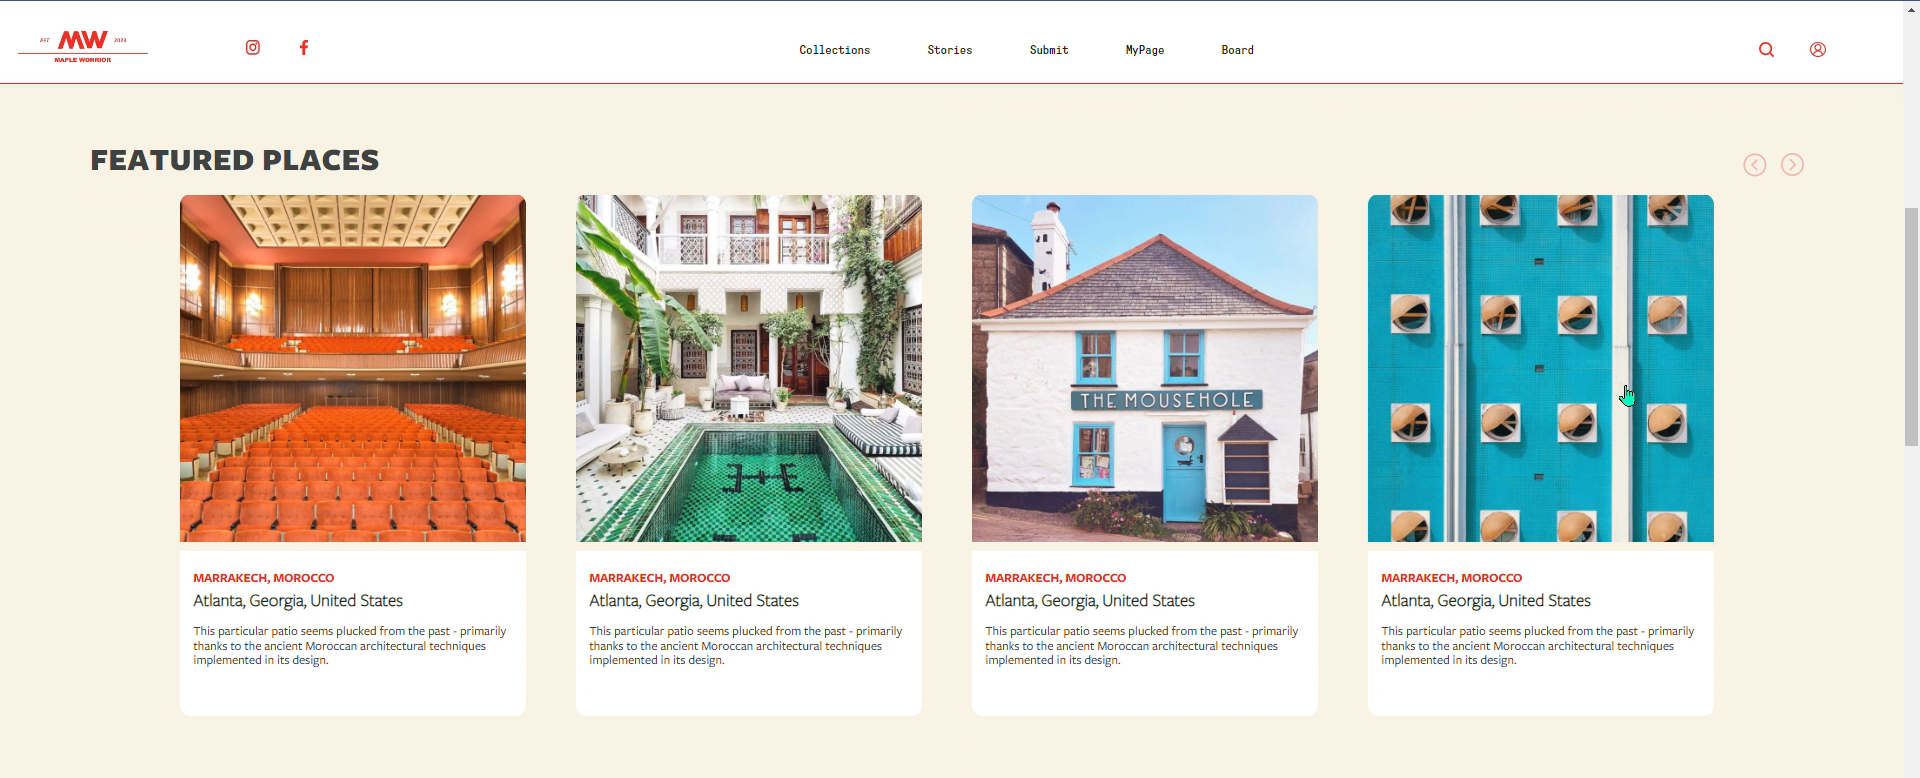 EST MW 2023
MAPLE WORRIOR
Collections Stories Submit MyPage Board
FEATURED PLACES
THE MOUSEHOLE
MARRAKECH, MOROCCO
Atlanta, Georgia, United States
This particular patio seems plucked from the past - primarily
thanks to the ancient Moroccan architectural techniques
implemented in its design.
MARRAKECH, MOROCCO
Atlanta, Georgia, United States
This particular patio seems plucked from the past - primarily
thanks to the ancient Moroccan architectural techniques
implemented in its design.
MARRAKECH, MOROCCO
Atlanta, Georgia, United States
This particular patio seems plucked from the past - primarily
thanks to the ancient Moroccan architectural techniques
implemented in its design.
MARRAKECH, MOROCCO
Atlanta, Georgia, United States
This particular patio seems plucked from the past - primarily
thanks to the ancient Moroccan architectural techniques
implemented in its design.